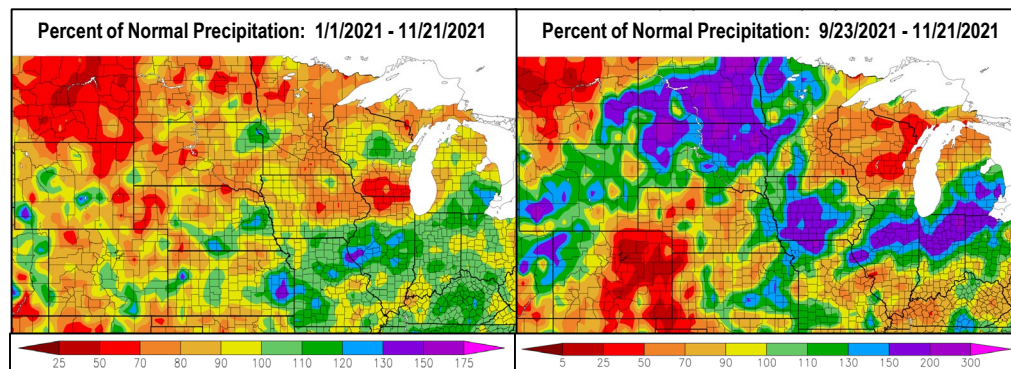 Percent of Normal Precipitation: 1/1/2021 - 11/21/2021
Percent of Normal Precipitation: 9/23/2021 - 11/21/2021
25 50 70 80 90 100 110 120 130 150 175
5 25 50 70 90 100 110 130 150 200 300